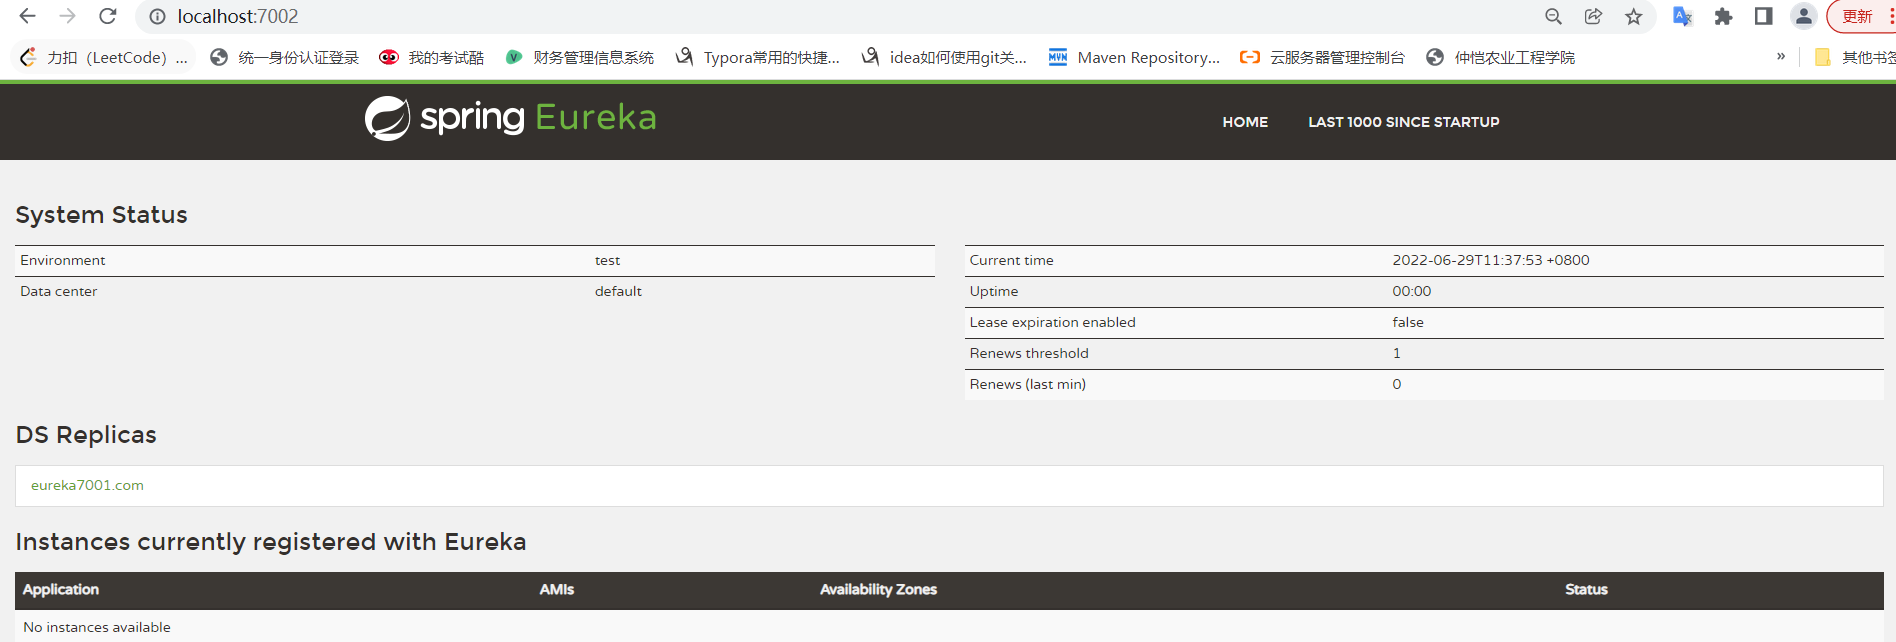 localhost:7002
更新
力扣（LeetCode）... 统一身份认证登录 我的考试酷 财务管理信息系统 Typora常用的快捷... idea如何使用git关... MVN Maven Repository... 云服务器管理控制台 仲恺农业工程学院 » 其他书签
spring Eureka
HOME LAST 1000 SINCE STARTUP
System Status
Environment test
Data center default
Current time 2022-06-29T11:37:53 +0800
Uptime 00:00
Lease expiration enabled false
Renews threshold 1
Renews (last min) 0
DS Replicas
eureka7001.com
Instances currently registered with Eureka
Application AMIs Availability Zones Status
No instances available